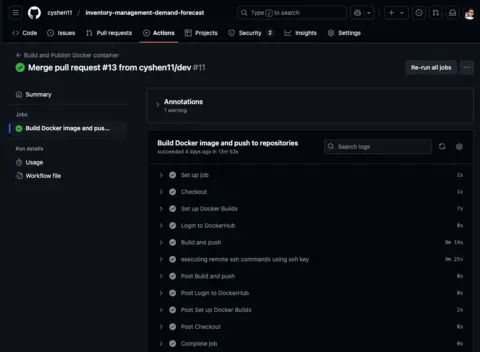 cyshen11 / inventory-management-demand-forecast
Type / to search
Code
Issues
Pull requests
Actions
Projects
Security 2
Insights
Settings
← Build and Publish Docker container
Merge pull request #13 from cyshen11/dev #11
Re-run all jobs
Summary
Jobs
Build Docker image and pus...
Run details
Usage
Workflow file
Annotations
1 warning
Build Docker image and push to repositories
succeeded 4 days ago in 13m 53s
Search logs
Set up job 2s
Checkout 1s
Set up Docker Buildx 7s
Login to DockerHub 0s
Build and push 9m 14s
executing remote ssh commands using ssh key 4m 25s
Post Build and push 0s
Post Login to DockerHub 0s
Post Set up Docker Buildx 2s
Post Checkout 0s
Complete job 0s